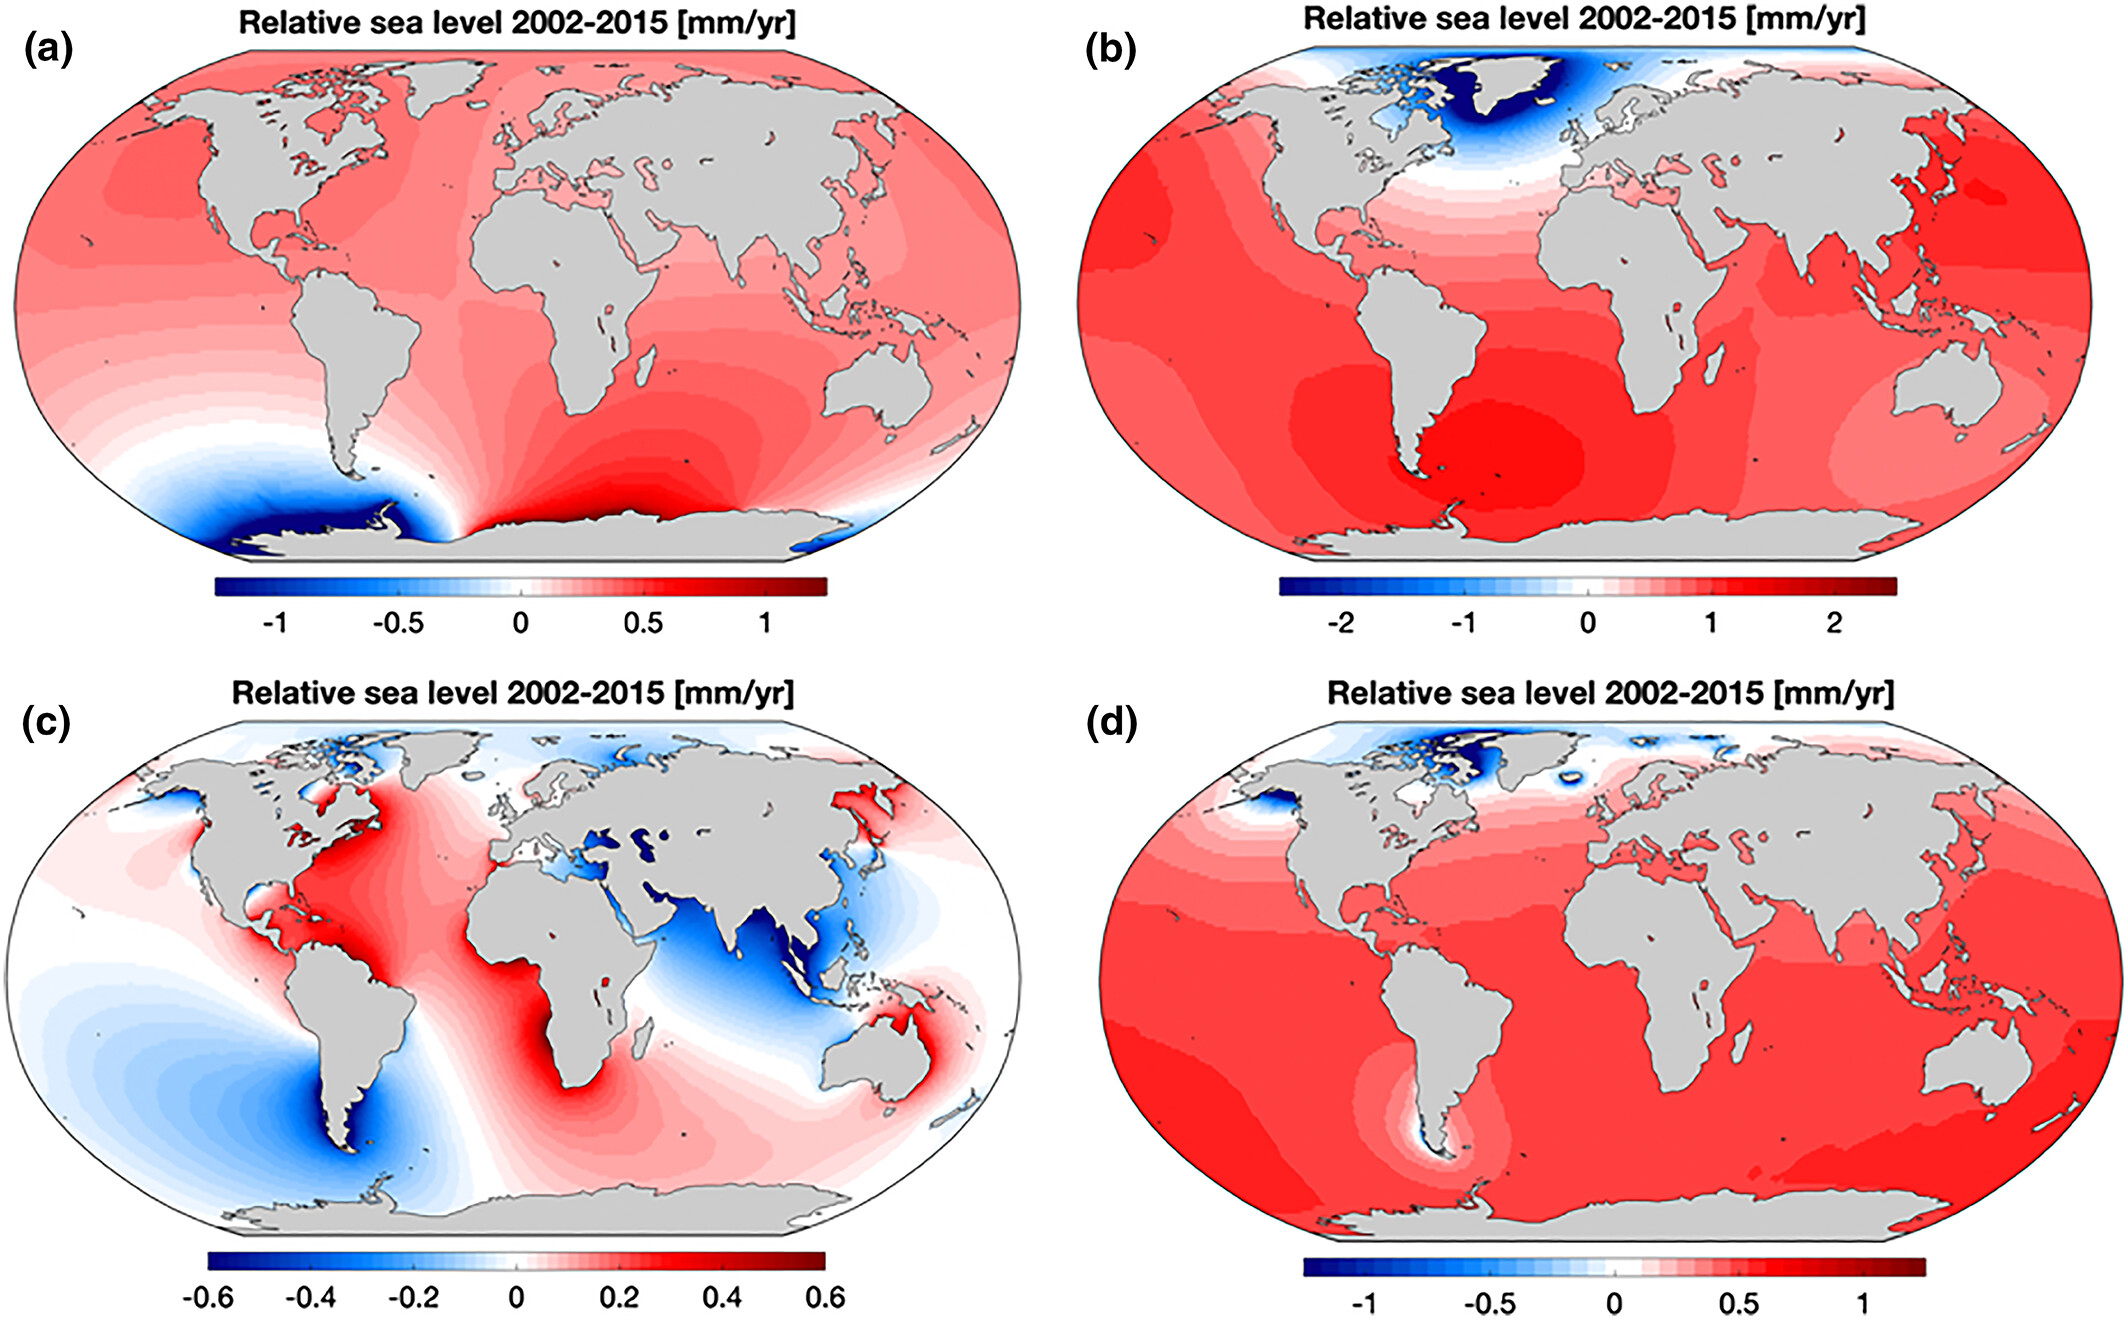 (a)
Relative sea level 2002-2015 [mm/yr]
-1 -0.5 0 0.5 1
(b)
Relative sea level 2002-2015 [mm/yr]
-2 -1 0 1 2
(c)
Relative sea level 2002-2015 [mm/yr]
-0.6 -0.4 -0.2 0 0.2 0.4 0.6
(d)
Relative sea level 2002-2015 [mm/yr]
-1 -0.5 0 0.5 1